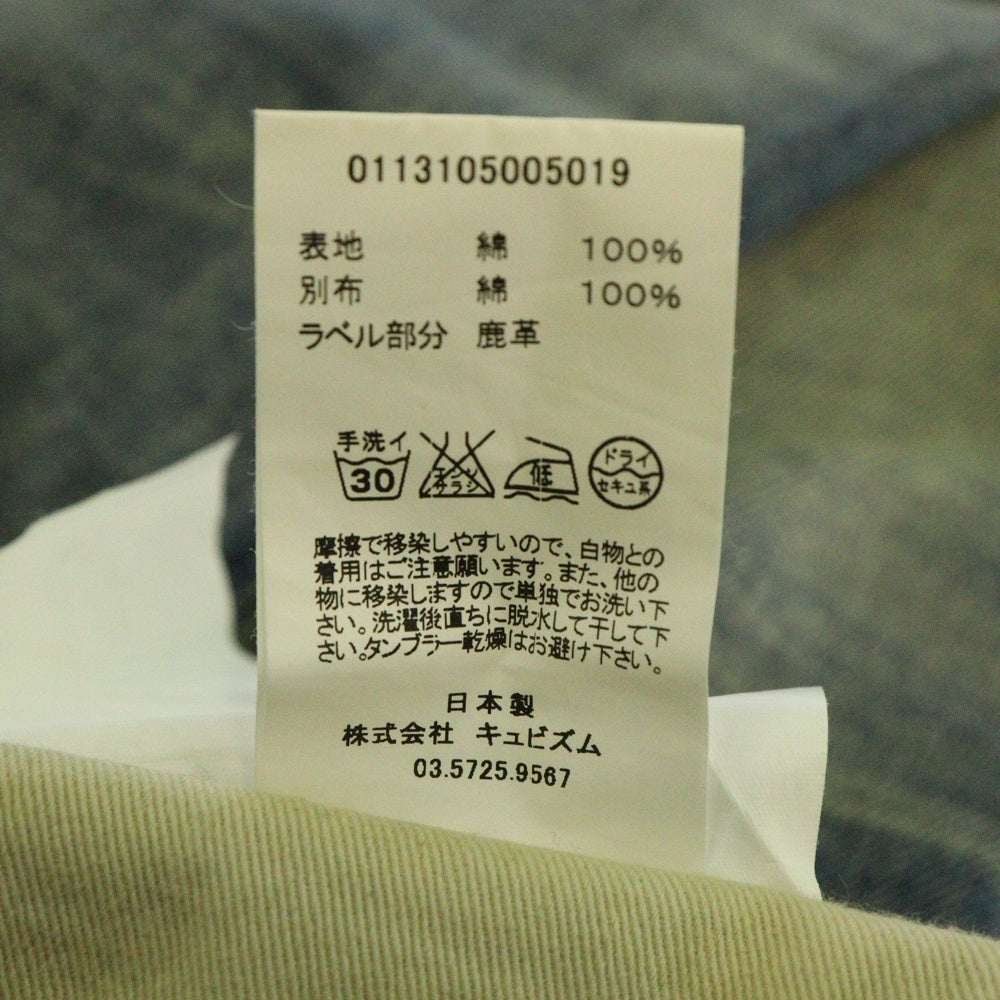 0113105005019
表地 綿 100%
別布 綿 100%
ラベル部分 鹿革
手洗イ
30
エンソ
サラシ
低
ドライ
セキユ系
摩擦で移染しやすいので、白物との
着用はご注意願います。また、他の
物に移染しますので単独でお洗い下
さい。洗濯後直ちに脱水して干して下
さい。タンブラー乾燥はお避け下さい。
日本製
株式会社 キュビズム
03.5725.9567